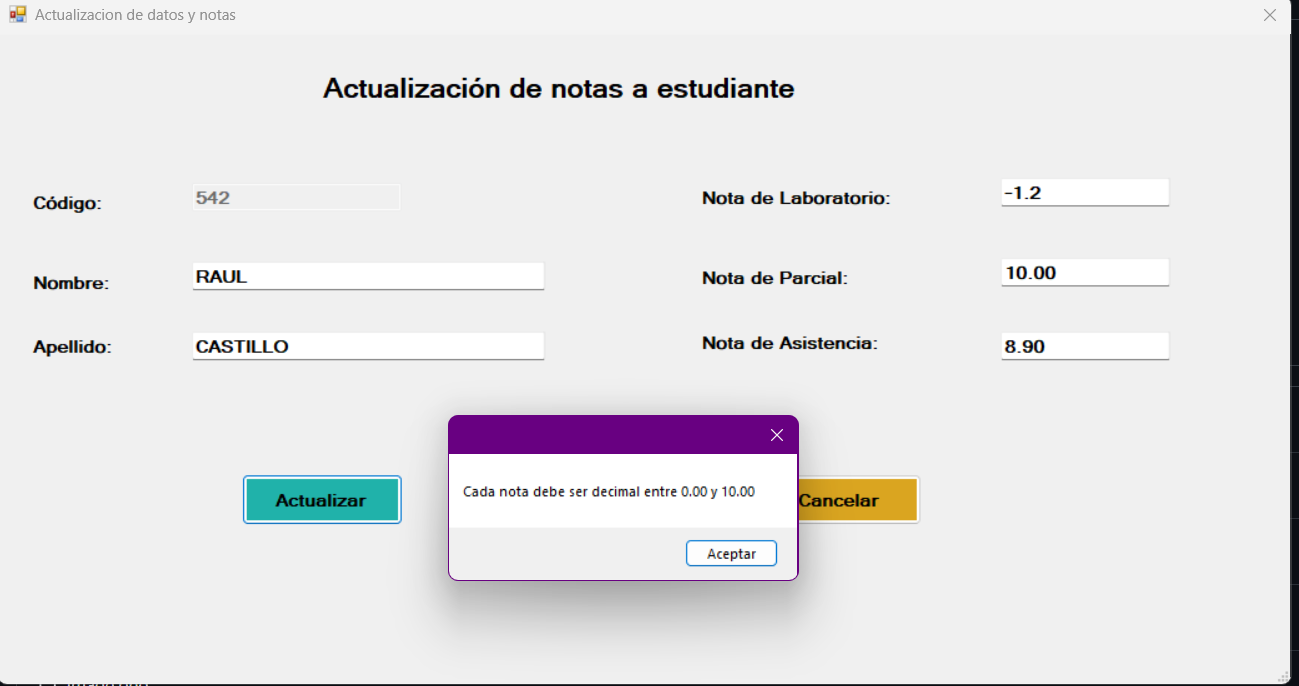 Actualizacion de datos y notas
Actualización de notas a estudiante
Código:
542
Nota de Laboratorio:
-1.2
Nombre:
RAUL
Nota de Parcial:
10.00
Apellido:
CASTILLO
Nota de Asistencia:
8.90
Cada nota debe ser decimal entre 0.00 y 10.00
Actualizar
Cancelar
Aceptar